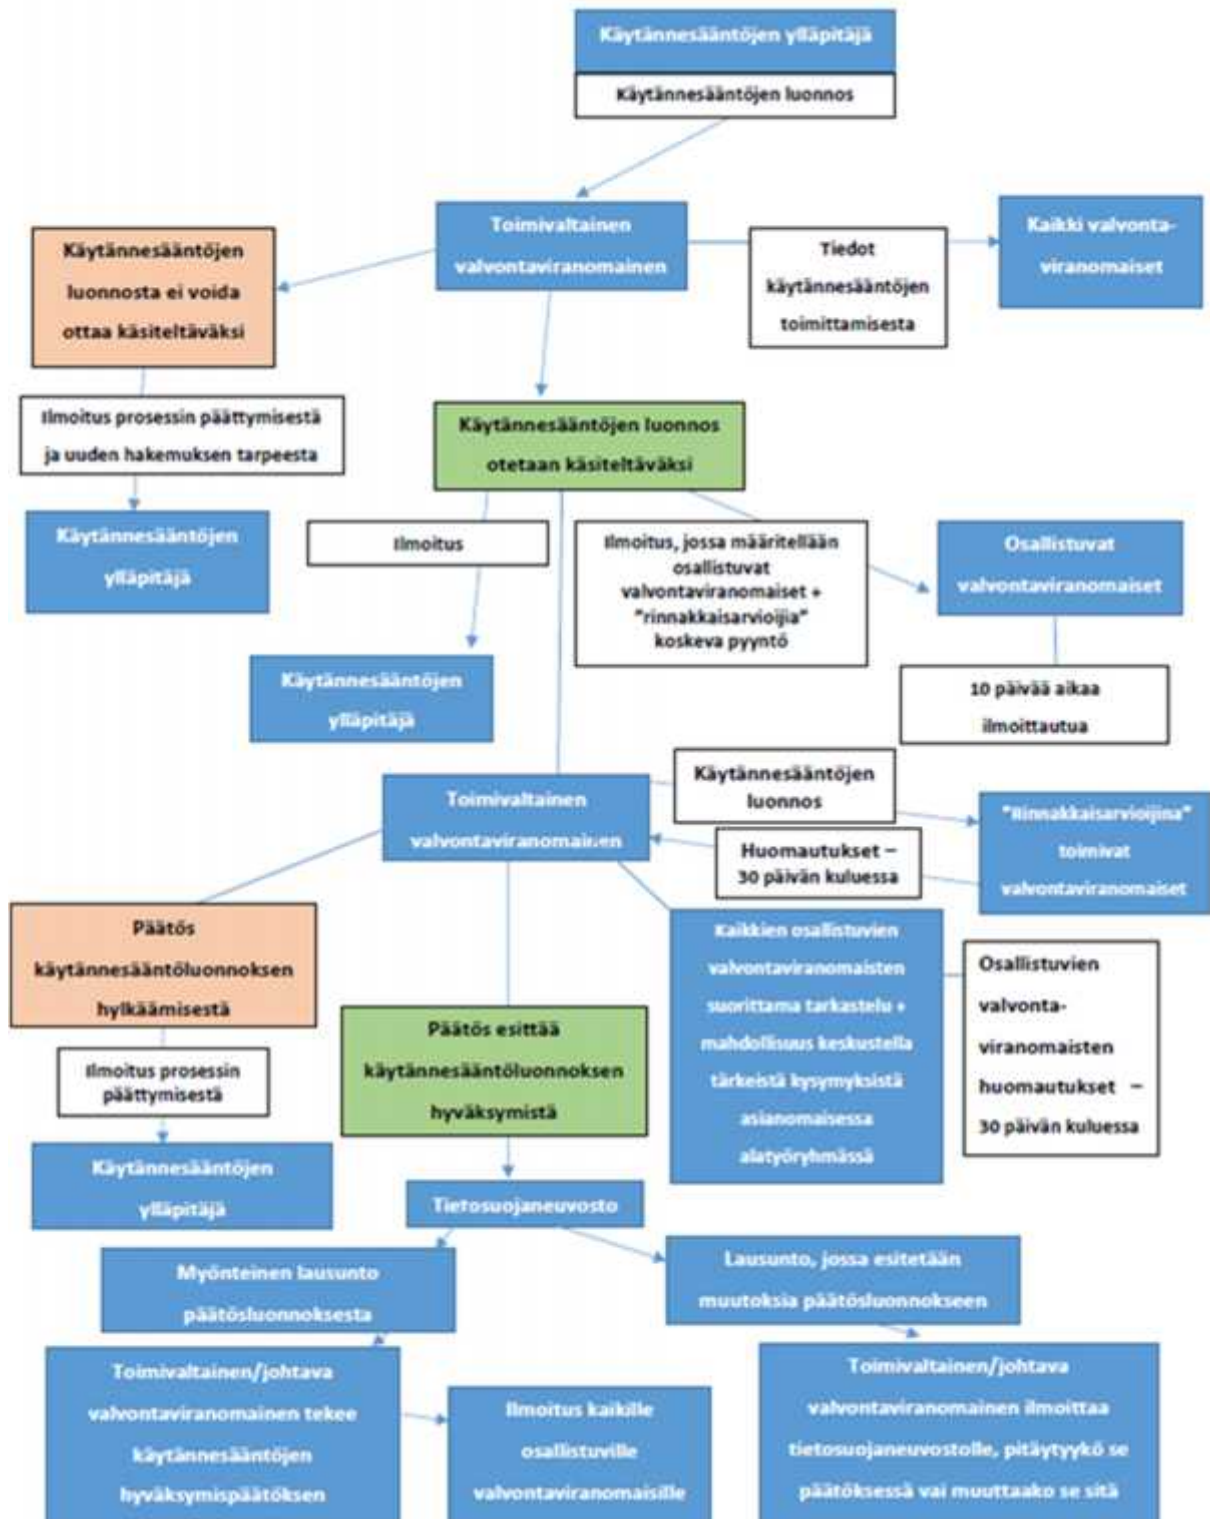 Käytännesääntöjen ylläpitäjä
Käytännesääntöjen luonnos
Toimivaltainen
valvontaviranomainen
Tiedot
käytännesääntöjen
toimittamisesta
Kaikki valvonta-
viranomaiset
Käytännesääntöjen
luonnosta ei voida
ottaa käsiteltäväksi
Ilmoitus prosessin päättymisestä
ja uuden hakemuksen tarpeesta
Käytännesääntöjen
ylläpitäjä
Käytännesääntöjen luonnos
otetaan käsiteltäväksi
Ilmoitus
Käytännesääntöjen
ylläpitäjä
Ilmoitus, jossa määritellään
osallistuvat
valvontaviranomaiset +
"rinnakkaisarvioijia"
koskeva pyyntö
Osallistuvat
valvontaviranomaiset
10 päivää aikaa
ilmoittautua
Toimivaltainen
valvontaviranomainen
Käytännesääntöjen
luonnos
Huomautukset –
30 päivän kuluessa
"Rinnakkaisarvioijina"
toimivat
valvontaviranomaiset
Päätös
käytännesääntöluonnoksen
hylkäämisestä
Ilmoitus prosessin
päättymisestä
Käytännesääntöjen
ylläpitäjä
Päätös esittää
käytännesääntöluonnoksen
hyväksymistä
Kaikkien osallistuvien
valvontaviranomaisten
suorittama tarkastelu +
mahdollisuus keskustella
tärkeistä kysymyksistä
asianomaisessa
alatyöryhmässä
Osallistuvien
valvonta-
viranomaisten
huomautukset –
30 päivän kuluessa
Tietosuojaneuvosto
Myönteinen lausunto
päätösluonnoksesta
Lausunto, jossa esitetään
muutoksia päätösluonnokseen
Toimivaltainen/johtava
valvontaviranomainen tekee
käytännesääntöjen
hyväksymispäätöksen
Ilmoitus kaikille
osallistuville
valvontaviranomaisille
Toimivaltainen/johtava
valvontaviranomainen ilmoittaa
tietosuojaneuvostolle, pitäytyykö se
päätöksessä vai muuttaako se sitä